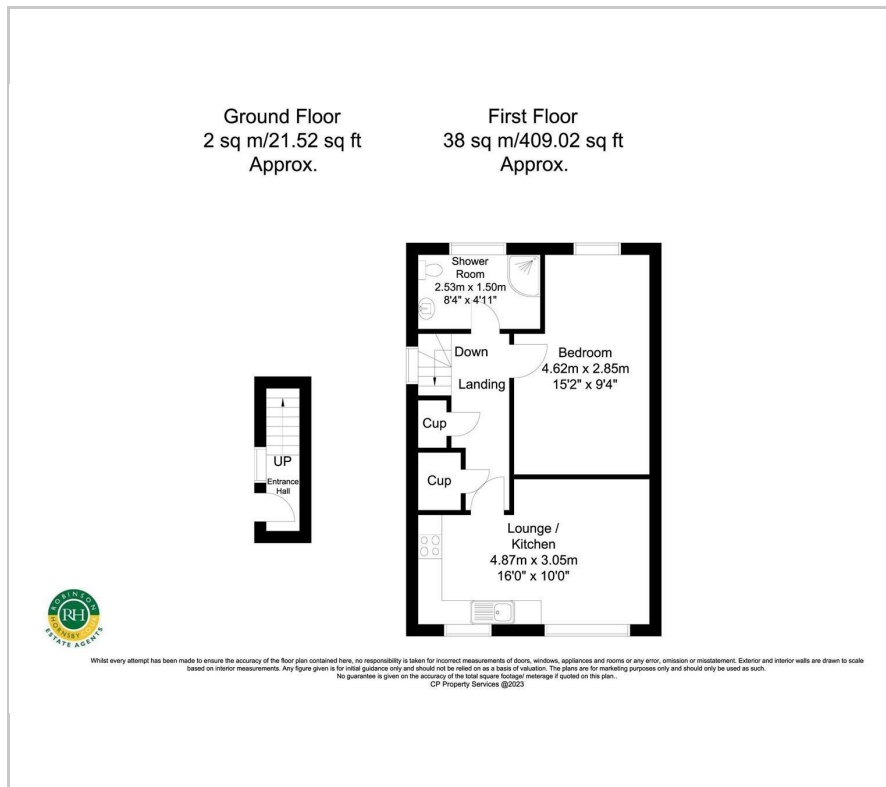 Ground Floor
2 sq m/21.52 sq ft
Approx.
First Floor
38 sq m/409.02 sq ft
Approx.
Shower
Room
2.53m x 1.50m
8'4" x 4'11"
Down
Landing
Bedroom
4.62m x 2.85m
15'2" x 9'4"
Cup
Cup
UP
Entrance
Hall
Lounge /
Kitchen
4.87m x 3.05m
16'0" x 10'0"
ROBINSON
HORNSBY
RH
ESTATE AGENTS
Whilst every attempt has been made to ensure the accuracy of the floor plan contained here, no responsibility is taken for incorrect measurements of doors, windows, appliances and rooms or any error, omission or misstatement. Exterior and interior walls are drawn to scale
based on interior measurements. Any figure given is for initial guidance only and should not be relied on as a basis of valuation. The plans are for marketing purposes only and should only be used as such.
No guarantee is given on the accuracy of the total square footage/ meterage if quoted on this plan..
CP Property Services @2023